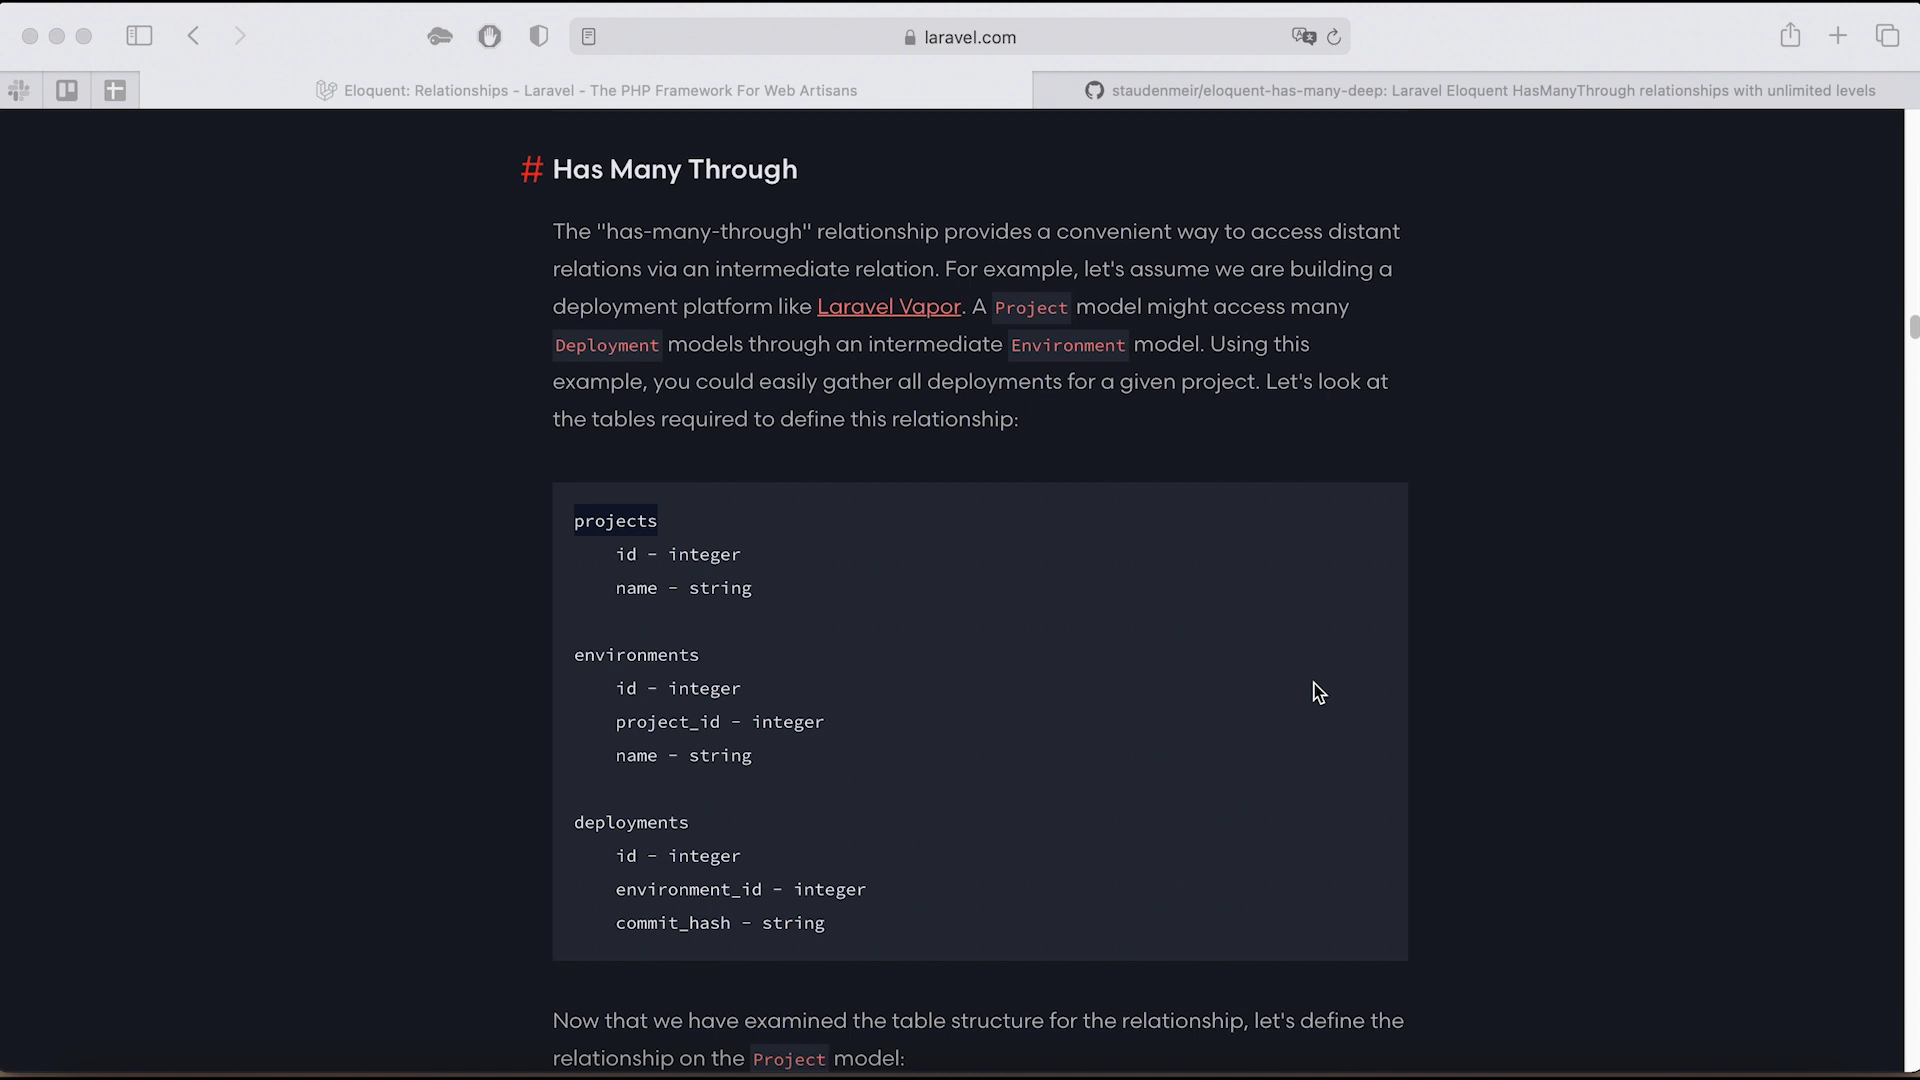 laravel.com
Eloquent: Relationships - Laravel - The PHP Framework For Web Artisans
staudenmeir/eloquent-has-many-deep: Laravel Eloquent HasManyThrough relationships with unlimited levels
# Has Many Through
The "has-many-through" relationship provides a convenient way to access distant
relations via an intermediate relation. For example, let's assume we are building a
deployment platform like Laravel Vapor. A Project model might access many
Deployment models through an intermediate Environment model. Using this
example, you could easily gather all deployments for a given project. Let's look at
the tables required to define this relationship:
projects
id - integer
name - string
environments
id - integer
project_id - integer
name - string
deployments
id - integer
environment_id - integer
commit_hash - string
Now that we have examined the table structure for the relationship, let's define the
relationship on the Project model: